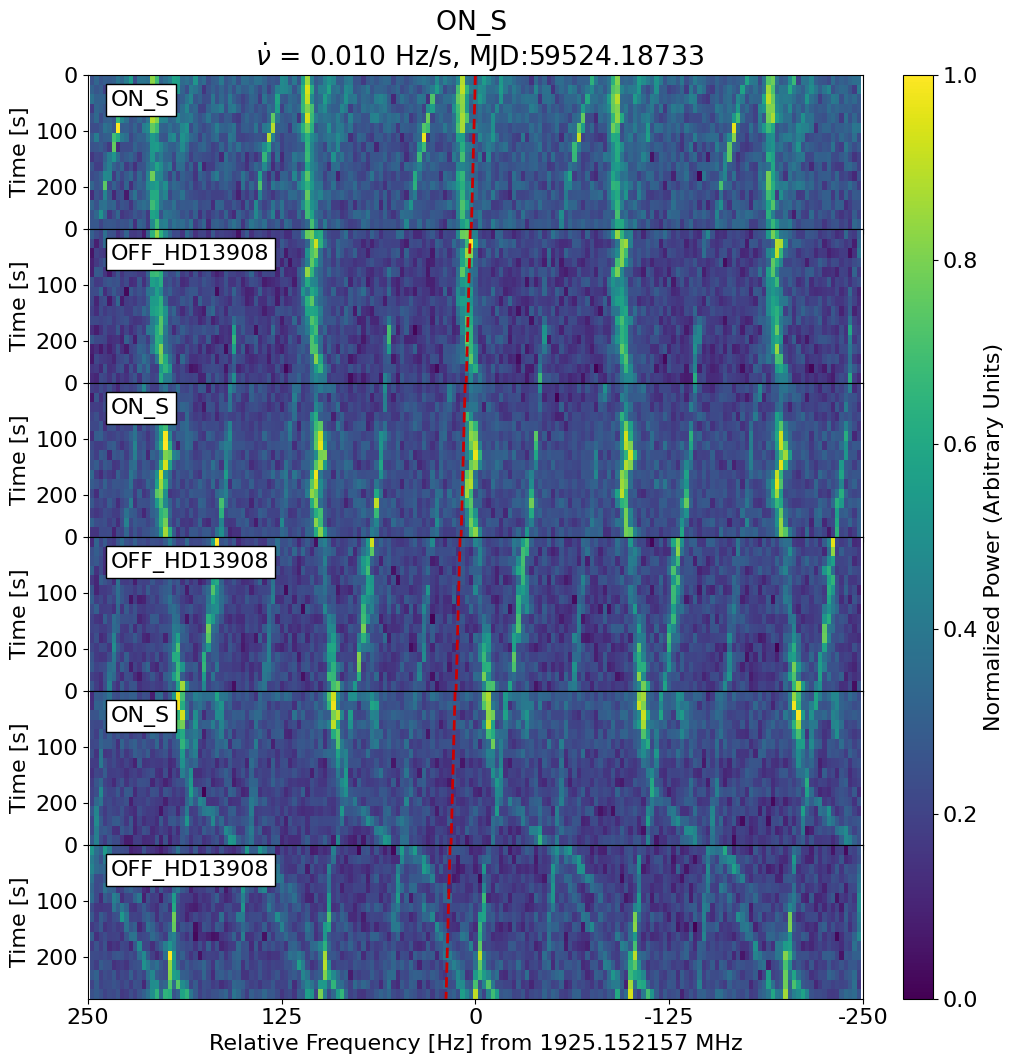 ON_S
ν̇ = 0.010 Hz/s, MJD:59524.18733
ON_S
OFF_HD13908
ON_S
OFF_HD13908
ON_S
OFF_HD13908
Time [s]
0
100
200
Time [s]
0
100
200
Time [s]
0
100
200
Time [s]
0
100
200
Time [s]
0
100
200
Time [s]
0
100
200
250 125 0 -125 -250
Relative Frequency [Hz] from 1925.152157 MHz
1.0
0.8
0.6
0.4
0.2
0.0
Normalized Power (Arbitrary Units)